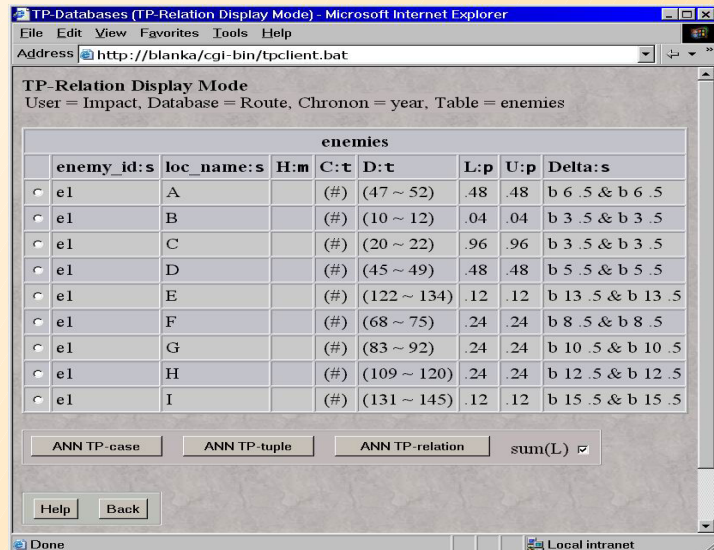 TP-Databases (TP-Relation Display Mode) - Microsoft Internet Explorer
File Edit View Favorites Tools Help
Address http://blanka/cgi-bin/tpclient.bat
TP-Relation Display Mode
User = Impact, Database = Route, Chronon = year, Table = enemies
enemies
enemy_id:s loc_name:s H:m C:t D:t L:p U:p Delta:s
e1 A (#) (47 ~ 52) .48 .48 b 6 .5 & b 6 .5
e1 B (#) (10 ~ 12) .04 .04 b 3 .5 & b 3 .5
e1 C (#) (20 ~ 22) .96 .96 b 3 .5 & b 3 .5
e1 D (#) (45 ~ 49) .48 .48 b 5 .5 & b 5 .5
e1 E (#) (122 ~ 134) .12 .12 b 13 .5 & b 13 .5
e1 F (#) (68 ~ 75) .24 .24 b 8 .5 & b 8 .5
e1 G (#) (83 ~ 92) .24 .24 b 10 .5 & b 10 .5
e1 H (#) (109 ~ 120) .24 .24 b 12 .5 & b 12 .5
e1 I (#) (131 ~ 145) .12 .12 b 15 .5 & b 15 .5
ANN TP-case ANN TP-tuple ANN TP-relation sum(L)
Help Back
Done Local intranet